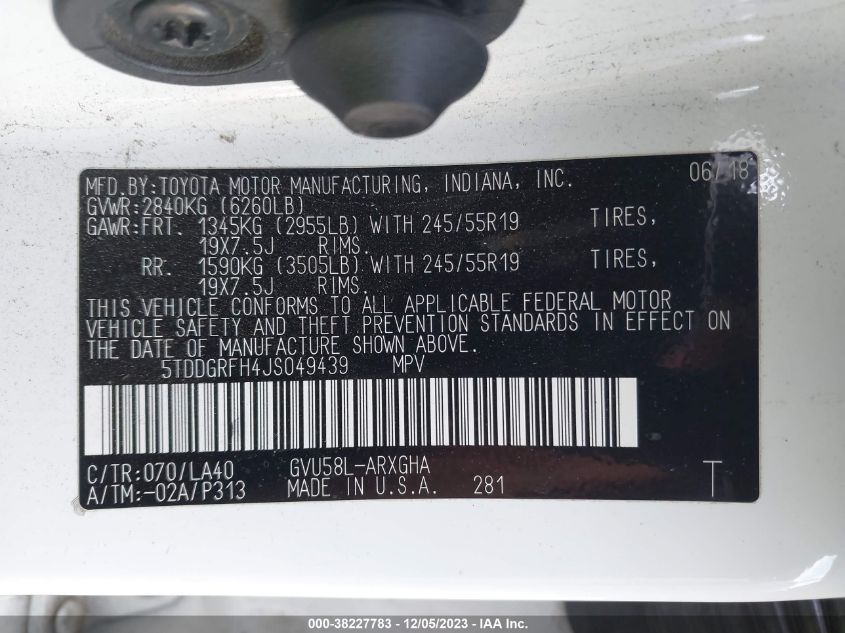 06/18
MFD.BY:TOYOTA MOTOR MANUFACTURING, INDIANA, INC.
GVWR:2840KG (6260LB)
GAWR:FRT. 1345KG (2955LB) WITH 245/55R19 TIRES,
19X7.5J RIMS.
RR. 1590KG (3505LB) WITH 245/55R19 TIRES,
19X7.5J RIMS.
THIS VEHICLE CONFORMS TO ALL APPLICABLE FEDERAL MOTOR
VEHICLE SAFETY AND THEFT PREVENTION STANDARDS IN EFFECT ON
THE DATE OF MANUFACTURE SHOWN ABOVE.
5TDDGRFH4JS049439 MPV
C/TR:070/LA40 GVU58L-ARXGHA
A/TM:-02A/P313 MADE IN U.S.A. 281 T
000-38227783 - 12/05/2023 - IAA Inc.